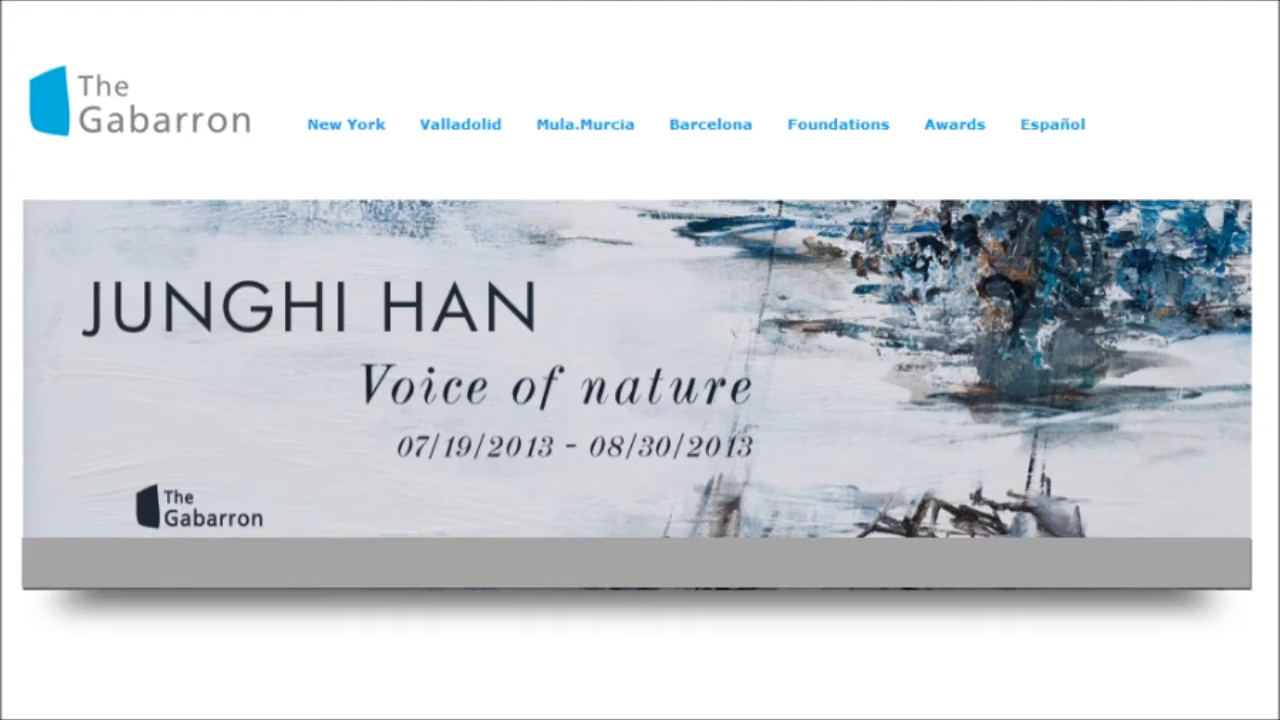 The
Gabarron
New York Valladolid Mula.Murcia Barcelona Foundations Awards Español
JUNGHI HAN
Voice of nature
07/19/2013 - 08/30/2013
The
Gabarron